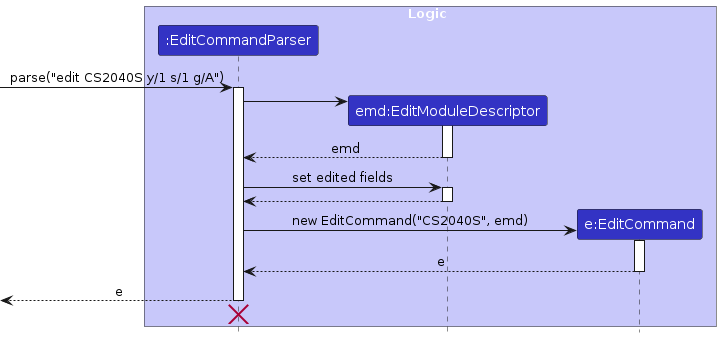 Logic
:EditCommandParser
parse("edit CS2040S y/1 s/1 g/A")
emd:EditModuleDescriptor
emd
set edited fields
new EditCommand("CS2040S", emd)
e:EditCommand
e
e